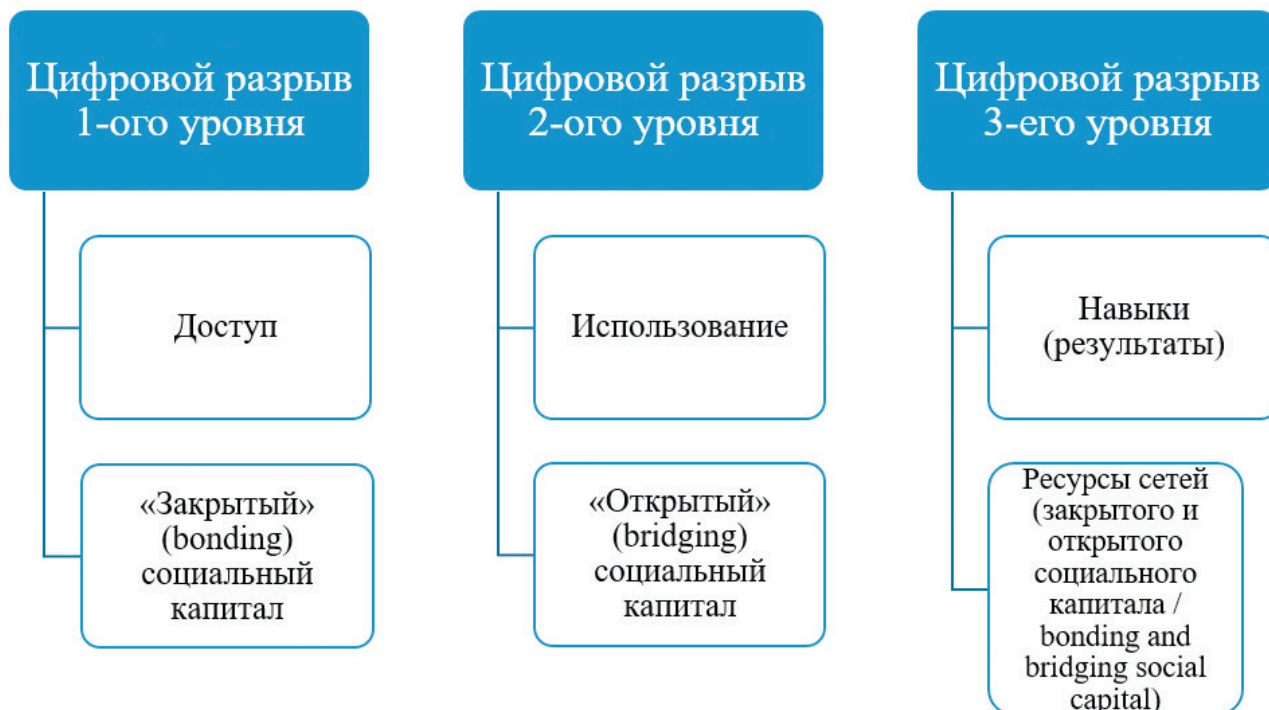 Цифровой разрыв
1-ого уровня
Доступ
«Закрытый»
(bonding)
социальный
капитал
Цифровой разрыв
2-ого уровня
Использование
«Открытый»
(bridging)
социальный
капитал
Цифровой разрыв
3-его уровня
Навыки
(результаты)
Ресурсы сетей
(закрытого и
открытого
социального
капитала /
bonding and
bridging social
capital)